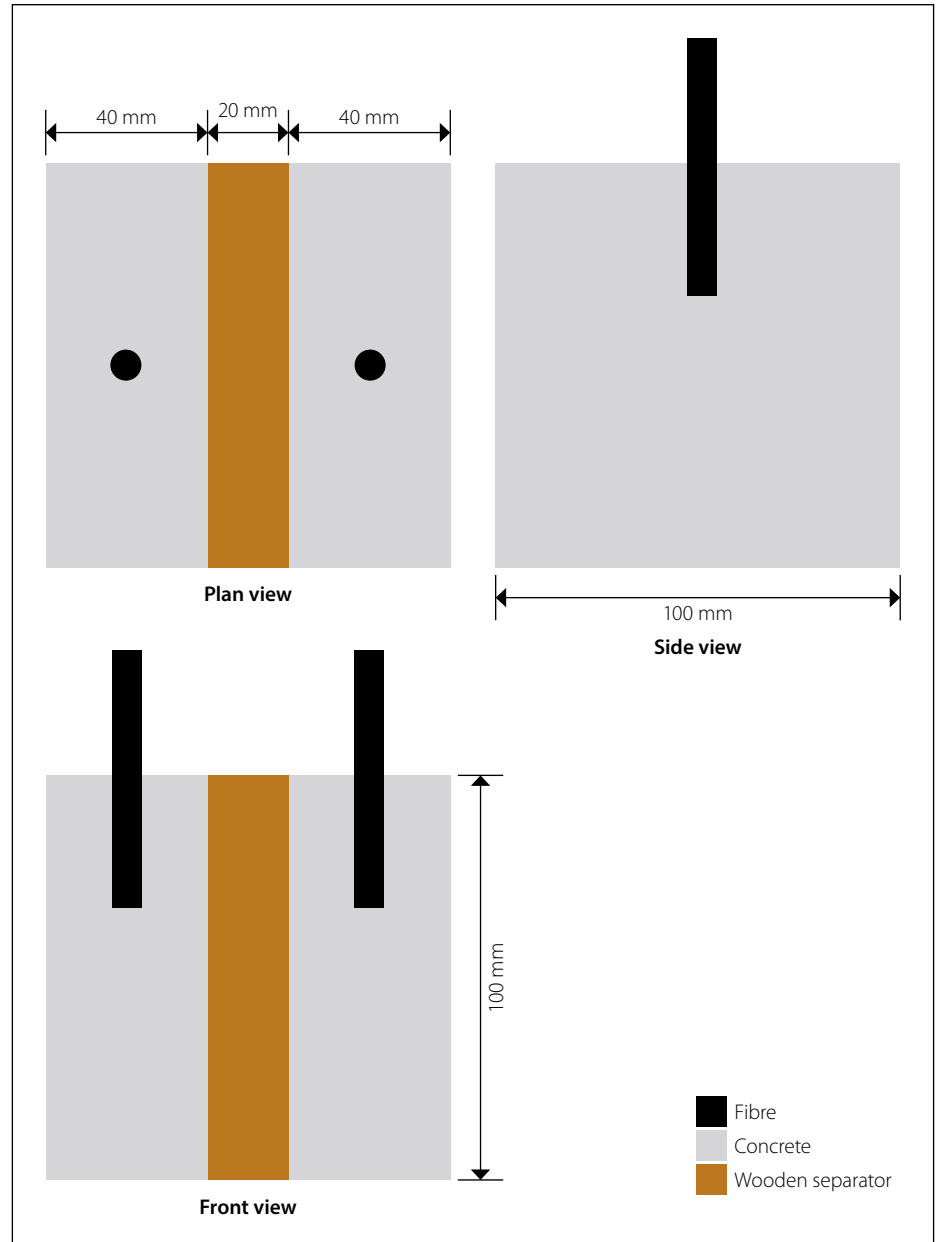 40 mm
20 mm
40 mm
Plan view
100 mm
Side view
100 mm
Front view
Fibre
Concrete
Wooden separator